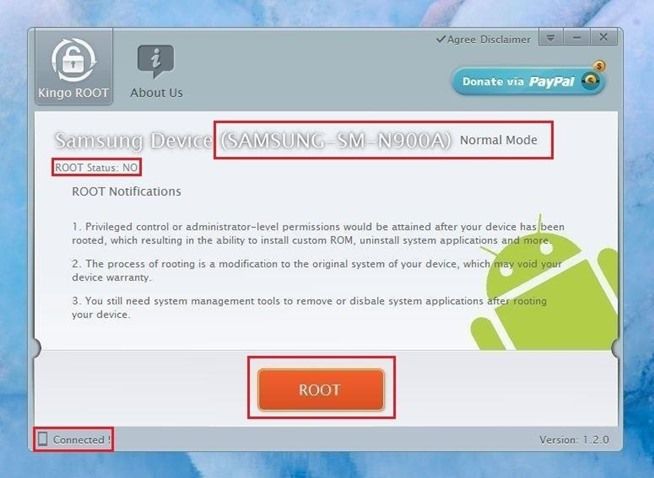 Agree Disclaimer
Kingo ROOT
About Us
Donate via PayPal
$
Samsung Device (SAMSUNG-SM-N900A) Normal Mode
ROOT Status: NO
ROOT Notifications
1. Privileged control or administrator-level permissions would be attained after your device has been
rooted, which resulting in the ability to install custom ROM, uninstall system applications and more.
2. The process of rooting is a modification to the original system of your device, which may void your
device warranty.
3. You still need system management tools to remove or disbale system applications after rooting
your device.
ROOT
Connected !
Version: 1.2.0